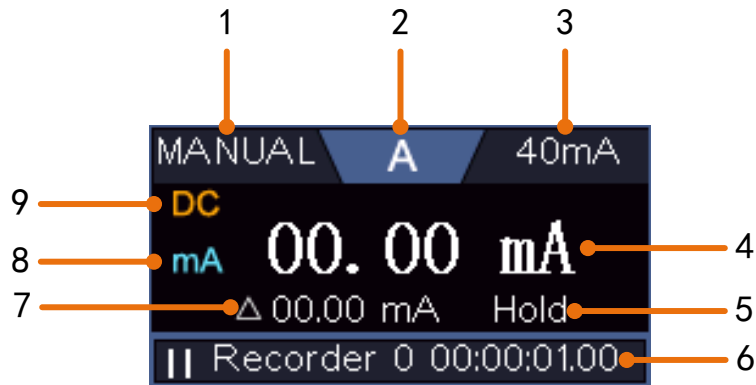 1 2 3
MANUAL A 40mA
9 DC
8 mA 00.00 mA 4
7 △ 00.00 mA Hold 5
|| Recorder 0 00:00:01.00 6